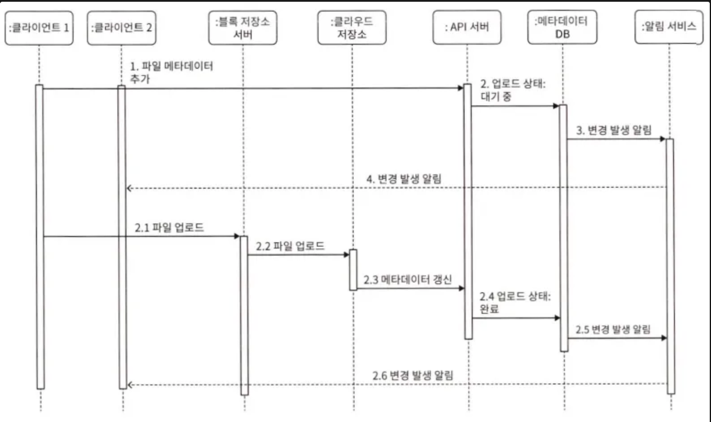 :클라이언트 1
:클라이언트 2
:블록 저장소
서버
:클라우드
저장소
: API 서버
:메타데이터
DB
:알림 서비스
1. 파일 메타데이터
추가
2. 업로드 상태:
대기 중
3. 변경 발생 알림
4. 변경 발생 알림
2.1 파일 업로드
2.2 파일 업로드
2.3 메타데이터 갱신
2.4 업로드 상태:
완료
2.5 변경 발생 알림
2.6 변경 발생 알림